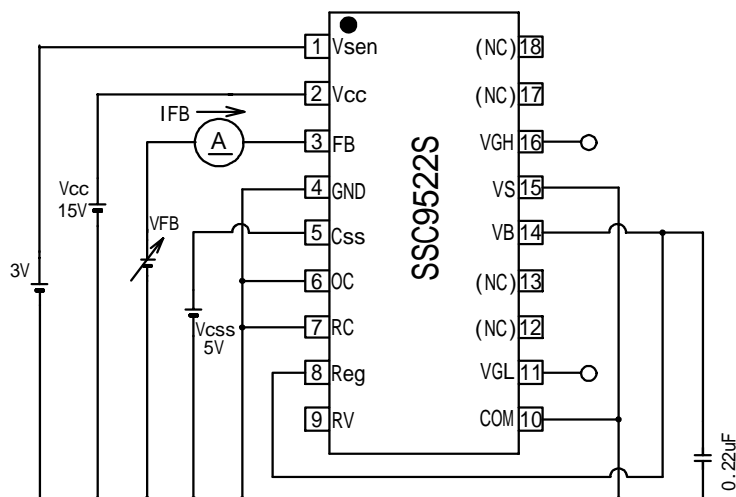 1 Vsen (NC) 18
2 Vcc (NC) 17
IFB
A
3 FB VGH 16
4 GND VS 15
Vcc
15V
VFB
5 Css VB 14
SSC9522S
3V
6 OC (NC) 13
7 RC (NC) 12
Vcss
5V
8 Reg VGL 11
9 RV COM 10
0.22uF